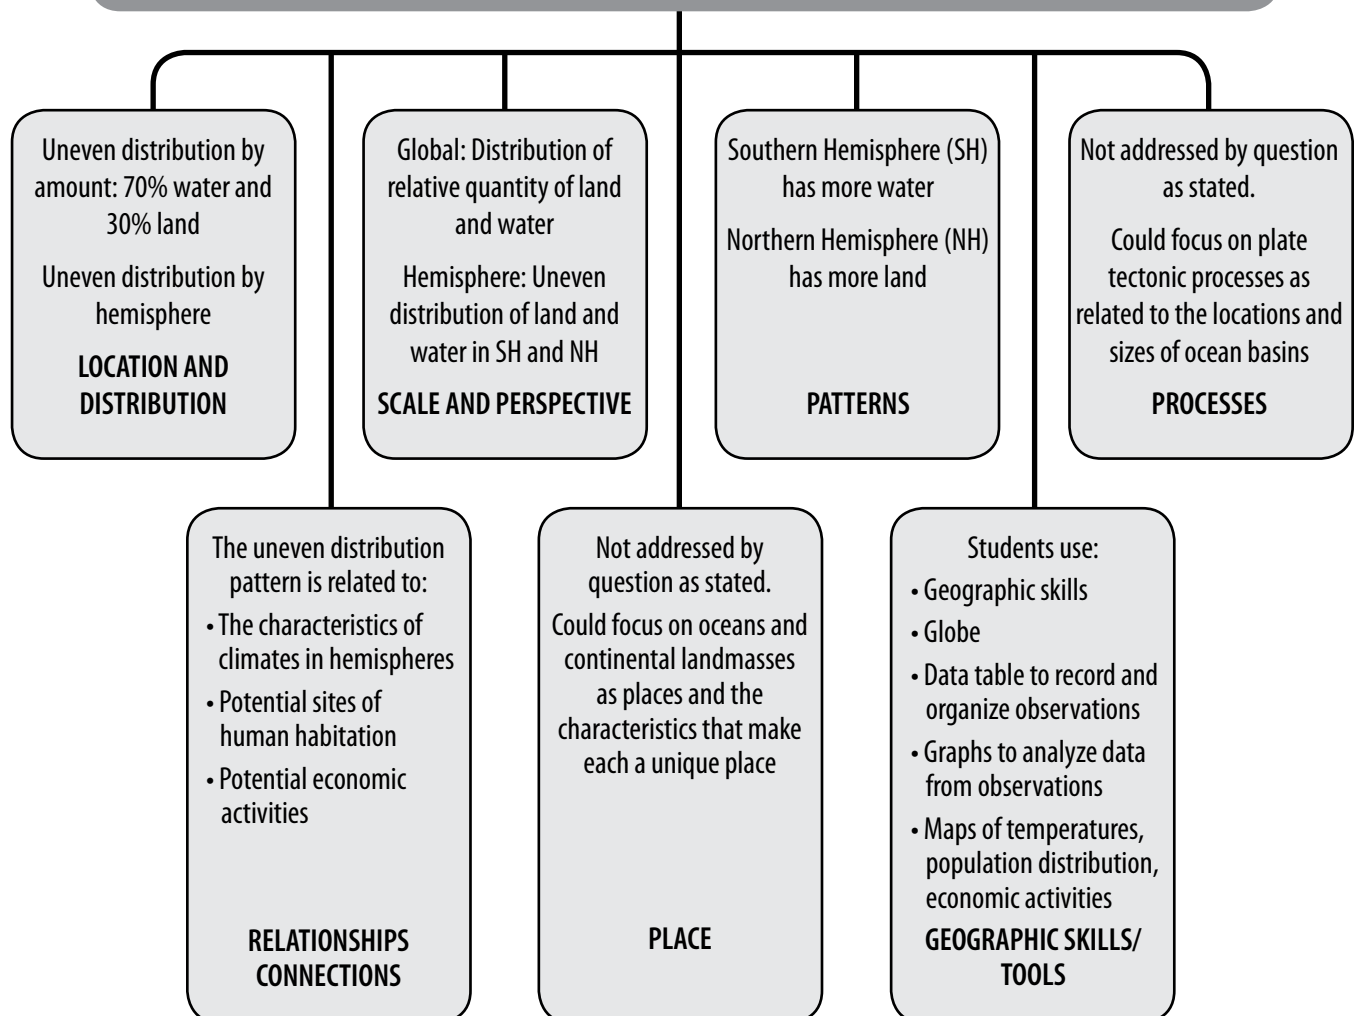 Uneven distribution by
amount: 70% water and
30% land
Uneven distribution by
hemisphere
LOCATION AND
DISTRIBUTION
Global: Distribution of
relative quantity of land
and water
Hemisphere: Uneven
distribution of land and
water in SH and NH
SCALE AND PERSPECTIVE
Southern Hemisphere (SH)
has more water
Northern Hemisphere (NH)
has more land
PATTERNS
Not addressed by question
as stated.
Could focus on plate
tectonic processes as
related to the locations and
sizes of ocean basins
PROCESSES
The uneven distribution
pattern is related to:
• The characteristics of
climates in hemispheres
• Potential sites of
human habitation
• Potential economic
activities
RELATIONSHIPS
CONNECTIONS
Not addressed by
question as stated.
Could focus on oceans and
continental landmasses
as places and the
characteristics that make
each a unique place
PLACE
Students use:
• Geographic skills
• Globe
• Data table to record and
organize observations
• Graphs to analyze data
from observations
• Maps of temperatures,
population distribution,
economic activities
GEOGRAPHIC SKILLS/
TOOLS